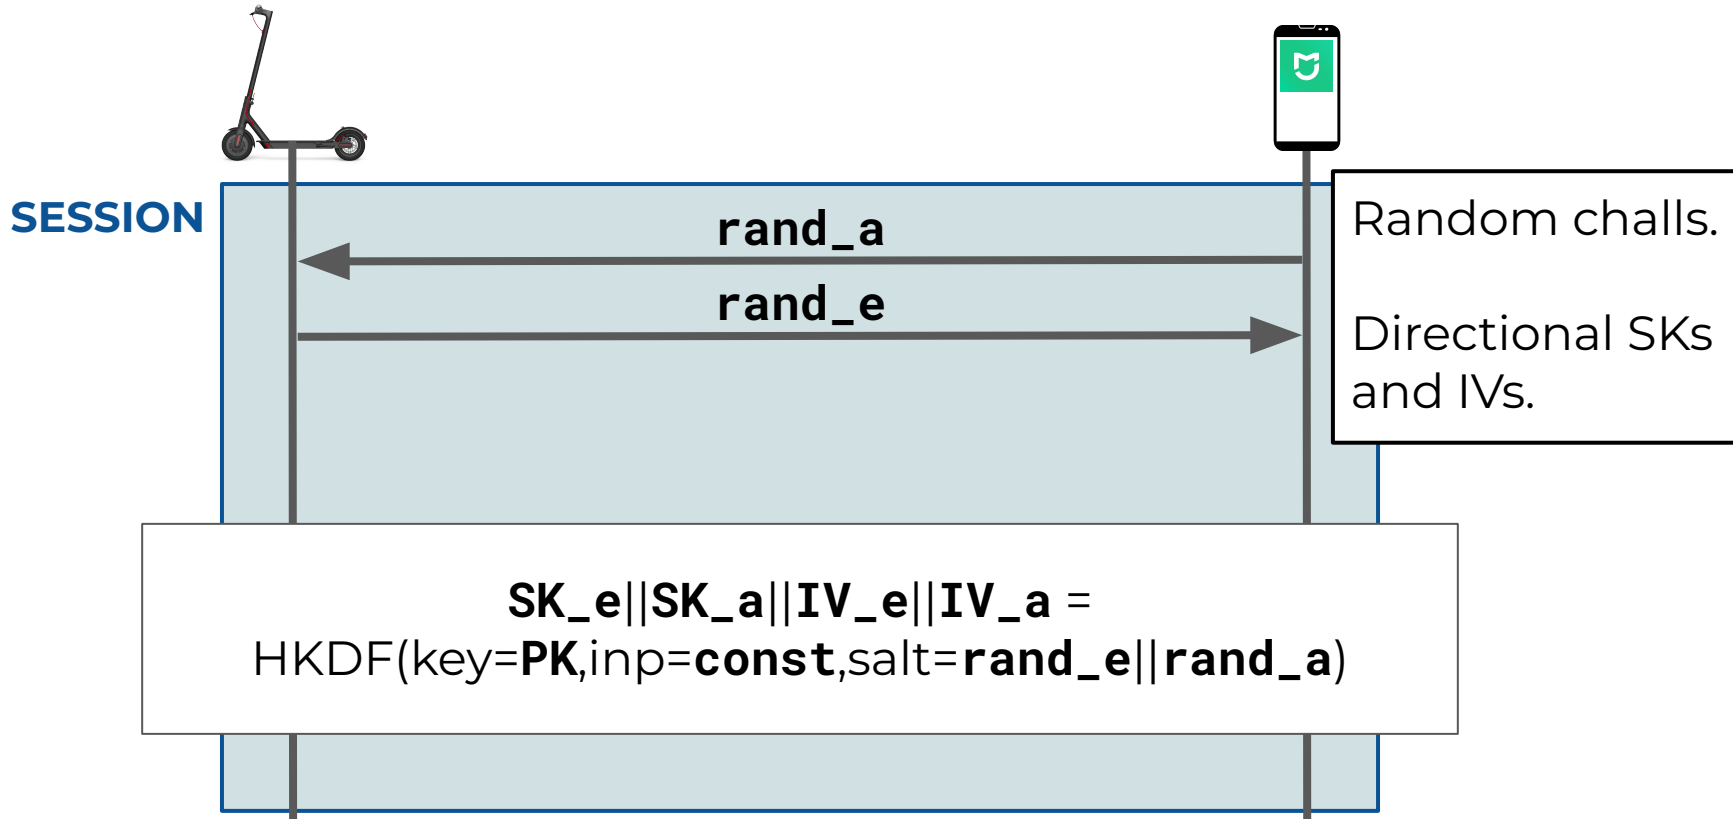 SESSION
rand_a
rand_e
Random challs.
Directional SKs
and IVs.
SK_e||SK_a||IV_e||IV_a =
HKDF(key=PK,inp=const,salt=rand_e||rand_a)